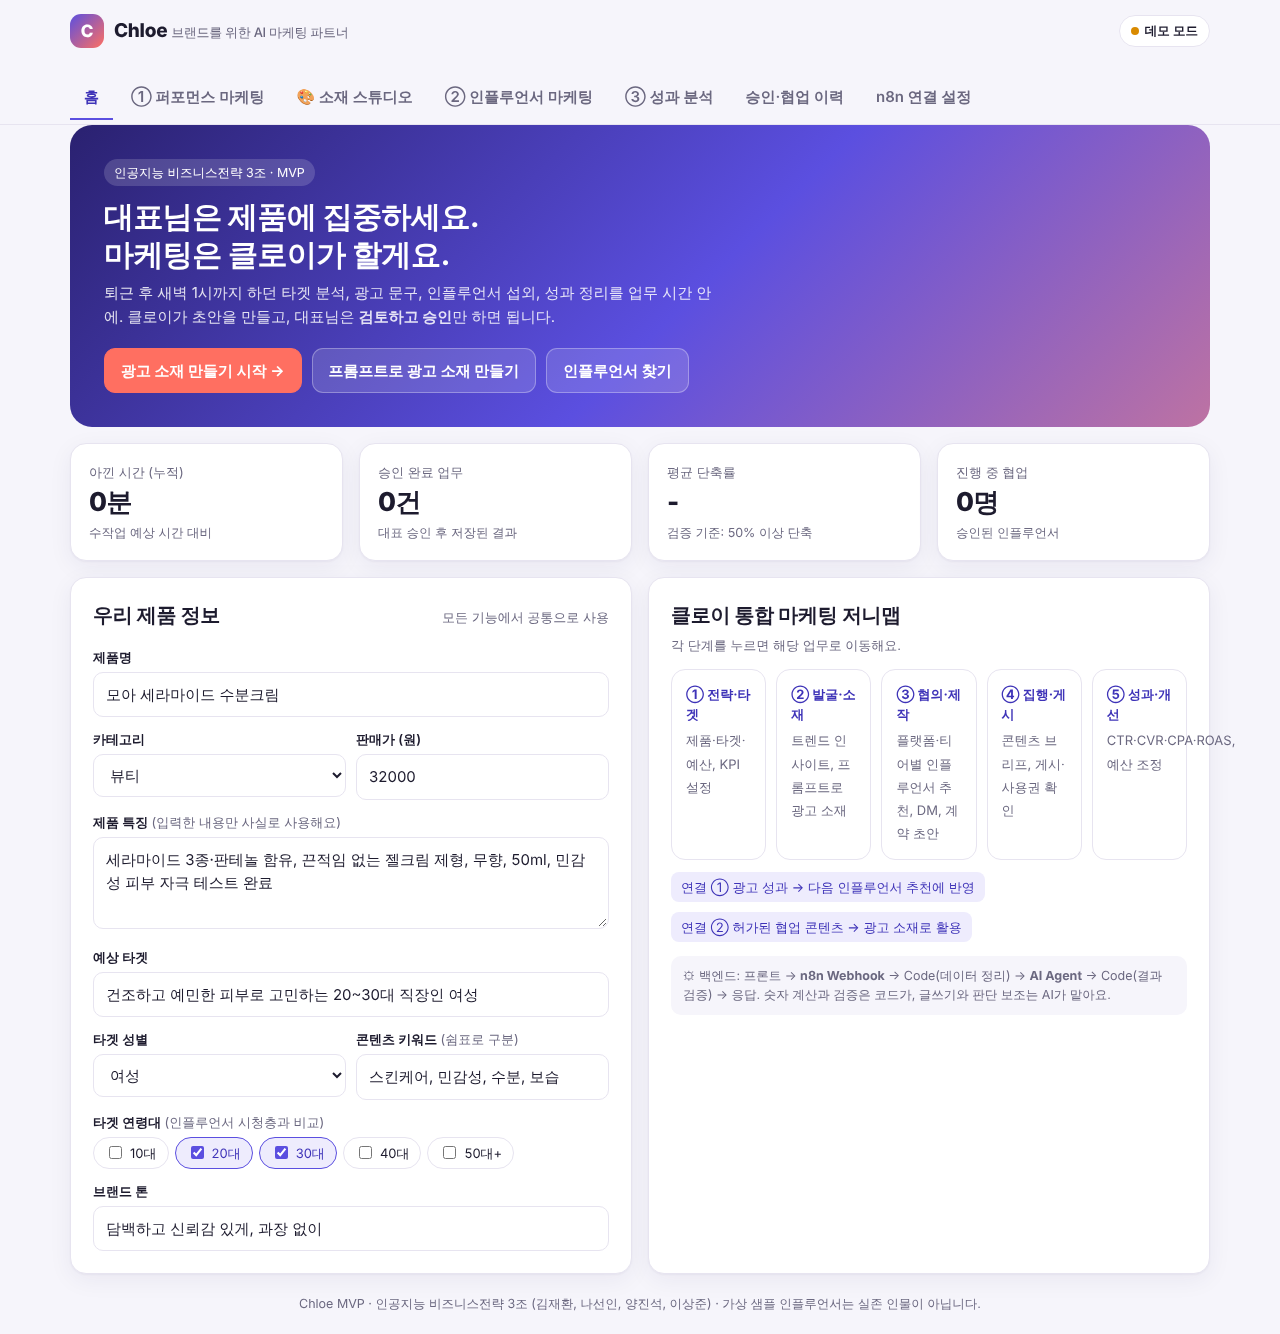 C Chloe 브랜드를 위한 AI 마케팅 파트너
데모 모드
홈 ① 퍼포먼스 마케팅 🎨 소재 스튜디오 ② 인플루언서 마케팅 ③ 성과 분석 승인·협업 이력 n8n 연결 설정
인공지능 비즈니스전략 3조 · MVP
대표님은 제품에 집중하세요.
마케팅은 클로이가 할게요.
퇴근 후 새벽 1시까지 하던 타겟 분석, 광고 문구, 인플루언서 섭외, 성과 정리를 업무 시간 안
에. 클로이가 초안을 만들고, 대표님은 검토하고 승인만 하면 됩니다.
광고 소재 만들기 시작 → 프롬프트로 광고 소재 만들기 인플루언서 찾기
아낀 시간 (누적)
0분
수작업 예상 시간 대비
승인 완료 업무
0건
대표 승인 후 저장된 결과
평균 단축률
-
검증 기준: 50% 이상 단축
진행 중 협업
0명
승인된 인플루언서
우리 제품 정보 모든 기능에서 공통으로 사용
제품명
모아 세라마이드 수분크림
카테고리 판매가 (원)
뷰티 32000
제품 특징 (입력한 내용만 사실로 사용해요)
세라마이드 3종·판테놀 함유, 끈적임 없는 젤크림 제형, 무향, 50ml, 민감
성 피부 자극 테스트 완료
예상 타겟
건조하고 예민한 피부로 고민하는 20~30대 직장인 여성
타겟 성별 콘텐츠 키워드 (쉼표로 구분)
여성 스킨케어, 민감성, 수분, 보습
타겟 연령대 (인플루언서 시청층과 비교)
10대 20대 30대 40대 50대+
브랜드 톤
담백하고 신뢰감 있게, 과장 없이
클로이 통합 마케팅 저니맵
각 단계를 누르면 해당 업무로 이동해요.
① 전략·타
겟
제품·타겟·
예산, KPI
설정
② 발굴·소
재
트렌드 인
사이트, 프
롬프트로
광고 소재
③ 협의·제
작
플랫폼·티
어별 인플
루언서 추
천, DM, 계
약 초안
④ 집행·게
시
콘텐츠 브
리프, 게시·
사용권 확
인
⑤ 성과·개
선
CTR·CVR·CPA·ROAS,
예산 조정
연결 ① 광고 성과 → 다음 인플루언서 추천에 반영
연결 ② 허가된 협업 콘텐츠 → 광고 소재로 활용
⚙ 백엔드: 프론트 → n8n Webhook → Code(데이터 정리) → AI Agent → Code(결과
검증) → 응답. 숫자 계산과 검증은 코드가, 글쓰기와 판단 보조는 AI가 맡아요.
Chloe MVP · 인공지능 비즈니스전략 3조 (김재환, 나선인, 양진석, 이상준) · 가상 샘플 인플루언서는 실존 인물이 아닙니다.